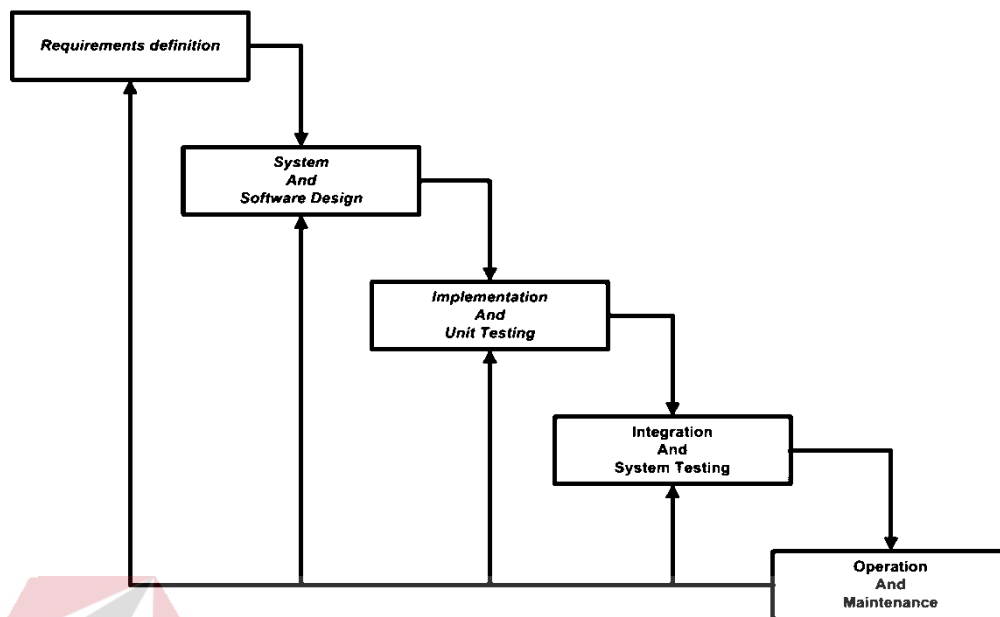 Requirements definition
System
And
Software Design
Implementation
And
Unit Testing
Integration
And
System Testing
Operation
And
Maintenance